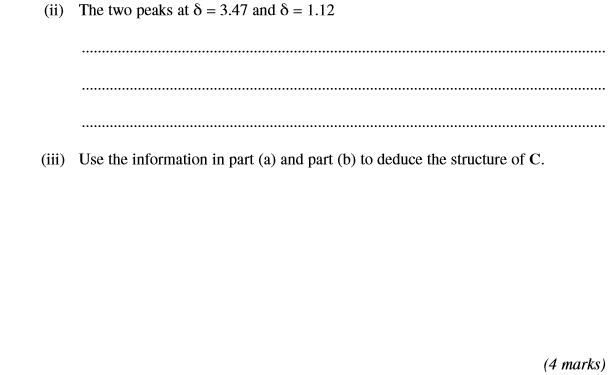 (ii) The two peaks at δ = 3.47 and δ = 1.12
(iii) Use the information in part (a) and part (b) to deduce the structure of C.
(4 marks)